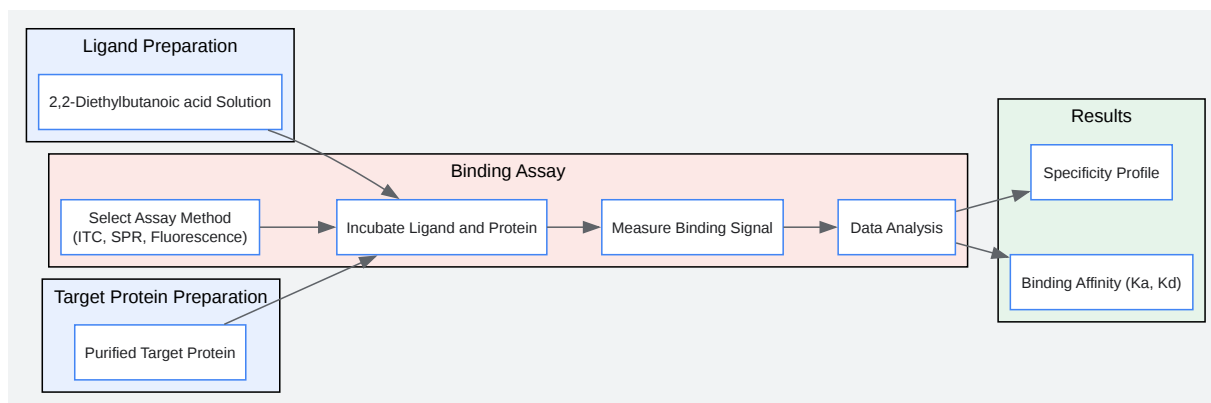 Ligand Preparation
2,2-Diethylbutanoic acid Solution
Binding Assay
Select Assay Method
(ITC, SPR, Fluorescence)
Incubate Ligand and Protein
Measure Binding Signal
Data Analysis
Target Protein Preparation
Purified Target Protein
Results
Specificity Profile
Binding Affinity (Ka, Kd)